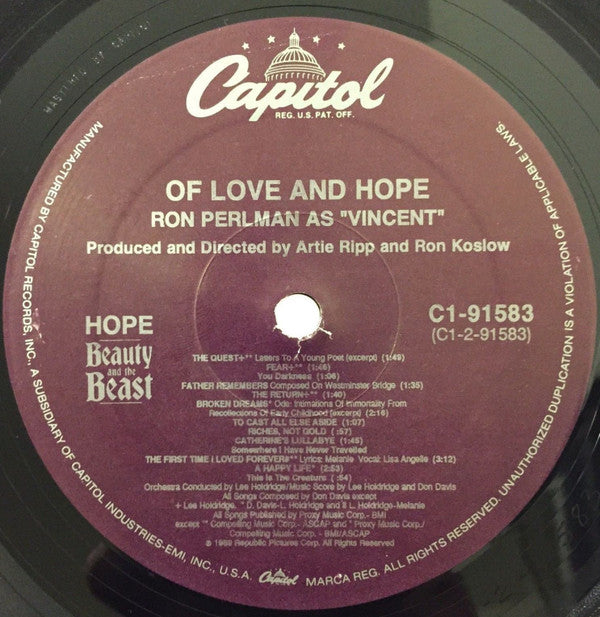 MASTERED BY CAPITOL
Capitol
REG. U.S. PAT. OFF.
OF LOVE AND HOPE
RON PERLMAN AS "VINCENT"
Produced and Directed by Artie Ripp and Ron Koslow
HOPE
Beauty
and the
Beast
C1-91583
(C1-2-91583)
THE QUEST+** Letters To A Young Poet (excerpt) (1:49)
FEAR+** (1:46)
You Darkness (1:06)
FATHER REMEMBERS Composed On Westminster Bridge (1:35)
THE RETURN+** (1:40)
BROKEN DREAMS* Ode: Intimations Of Immortality From
Recollections Of Early Childhood (excerpt) (2:16)
TO CAST ALL ELSE ASIDE (1:07)
RICHES, NOT GOLD (:57)
CATHERINE'S LULLABYE (1:45)
Somewhere I Have Never Travelled
THE FIRST TIME I LOVED FOREVER Lyrics: Melanie Vocal: Lisa Angelle (3:12)
A HAPPY LIFE* (2:53)
This Is The Creature (:54)
Orchestra Conducted by Lee Holdridge/Music Score by Lee Holdridge and Don Davis
All Songs Composed by Don Davis except
+ Lee Holdridge, * D. Davis-L. Holdridge and L. Holdridge-Melanie
All Songs Published by Proxy Music Corp.- BMI
except ** Compelling Music Corp.- ASCAP and * Proxy Music Corp./
Compelling Music Corp. - BMI/ASCAP
℗ 1989 Republic Pictures Corp. All Rights Reserved
MANUFACTURED BY CAPITOL RECORDS, INC., A SUBSIDIARY OF CAPITOL INDUSTRIES-EMI, INC., U.S.A. Capitol MARCA REG. ALL RIGHTS RESERVED. UNAUTHORIZED DUPLICATION IS A VIOLATION OF APPLICABLE LAWS.